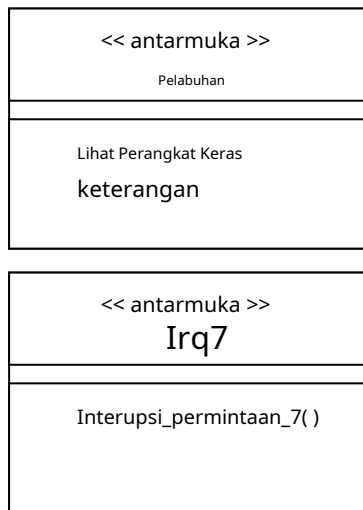 << antarmuka >>
Pelabuhan
Lihat Perangkat Keras
keterangan
<< antarmuka >>
Irq7
Interupsi_permintaan_7( )